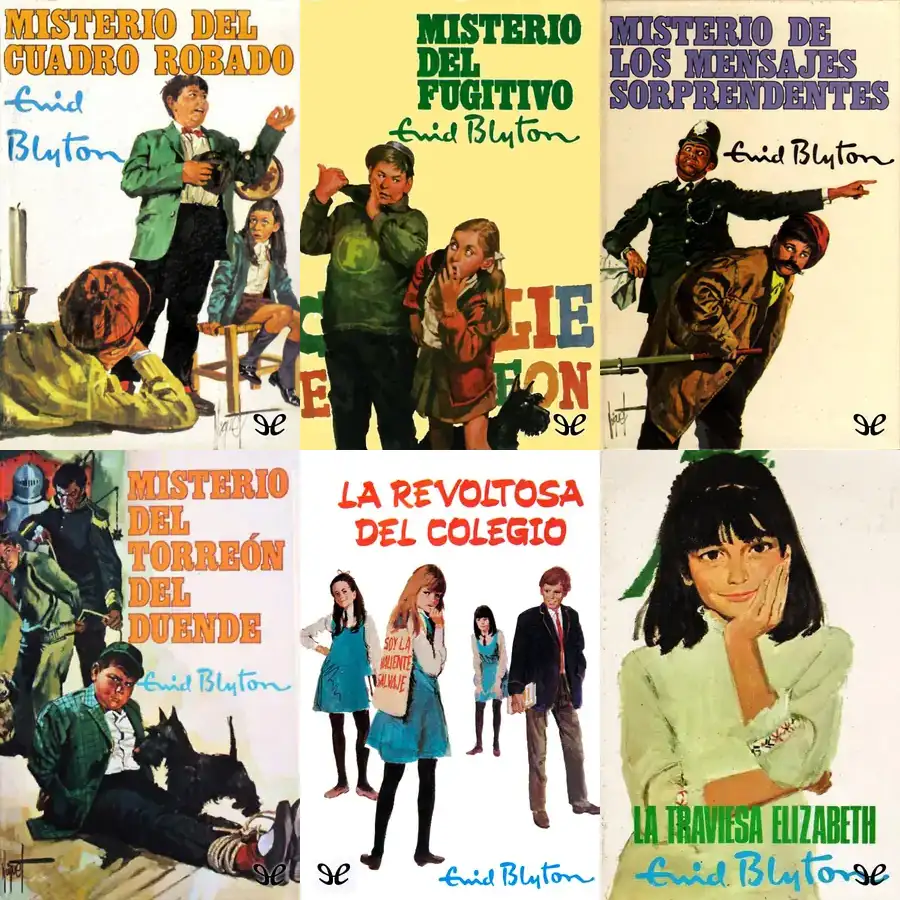 MISTERIO DEL
CUADRO ROBADO
Enid
Blyton
MISTERIO
DEL
FUGITIVO
Enid Blyton
F
LIE
E
EON
MISTERIO DE
LOS MENSAJES
SORPRENDENTES
Enid Blyton
MISTERIO
DEL
TORREÓN
DEL
DUENDE
Enid Blyton
LA REVOLTOSA
DEL COLEGIO
SOY LA
VALIENTE
SALVAJE
Enid Blyton
LA TRAVIESA ELIZABETH
Enid Blyton